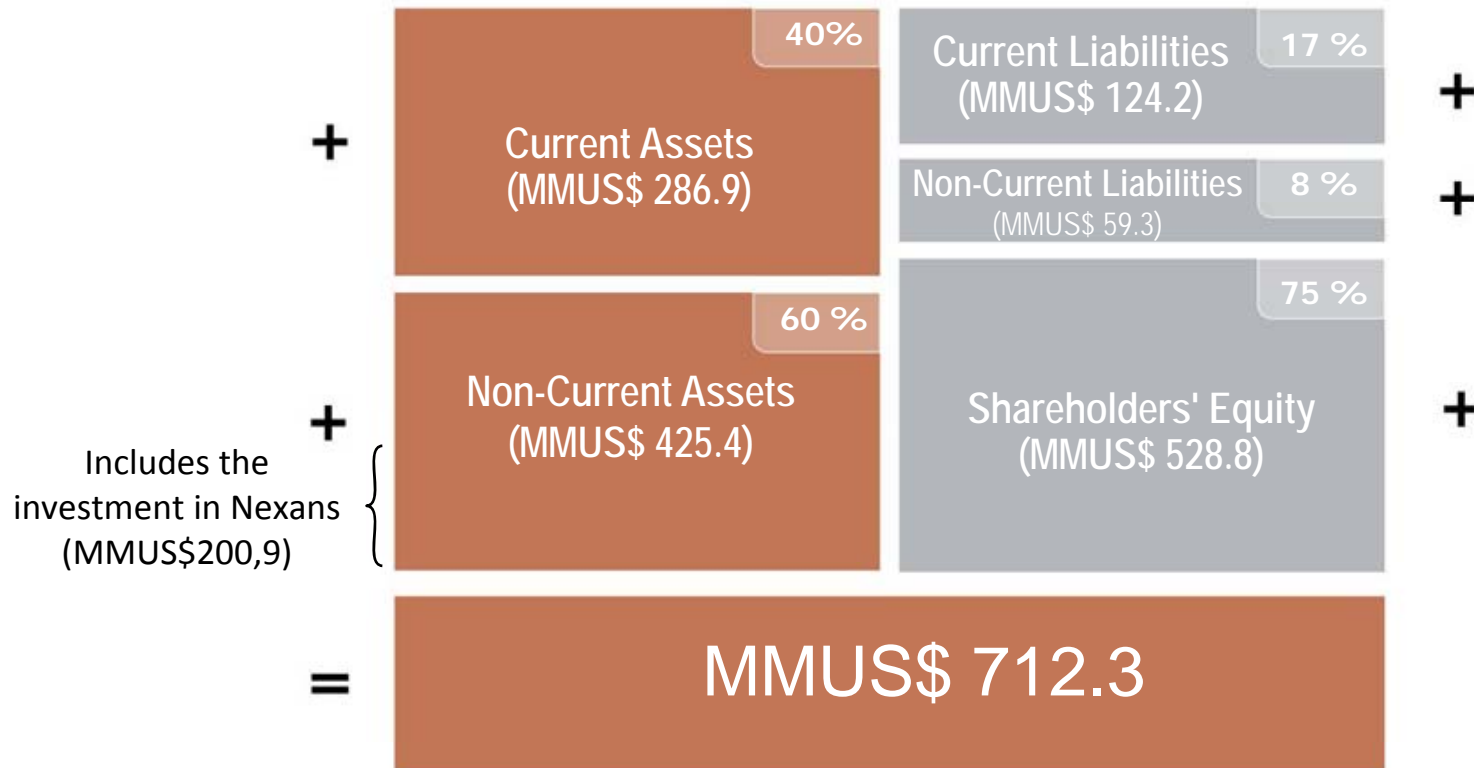 +
40%
Current Assets
(MMUS$ 286.9)
+
60 %
Non-Current Assets
(MMUS$ 425.4)
Includes the
investment in Nexans
(MMUS$200,9)
17 %
Current Liabilities
(MMUS$ 124.2)
+
8 %
Non-Current Liabilities
(MMUS$ 59.3)
+
75 %
Shareholders' Equity
(MMUS$ 528.8)
+
=
MMUS$ 712.3